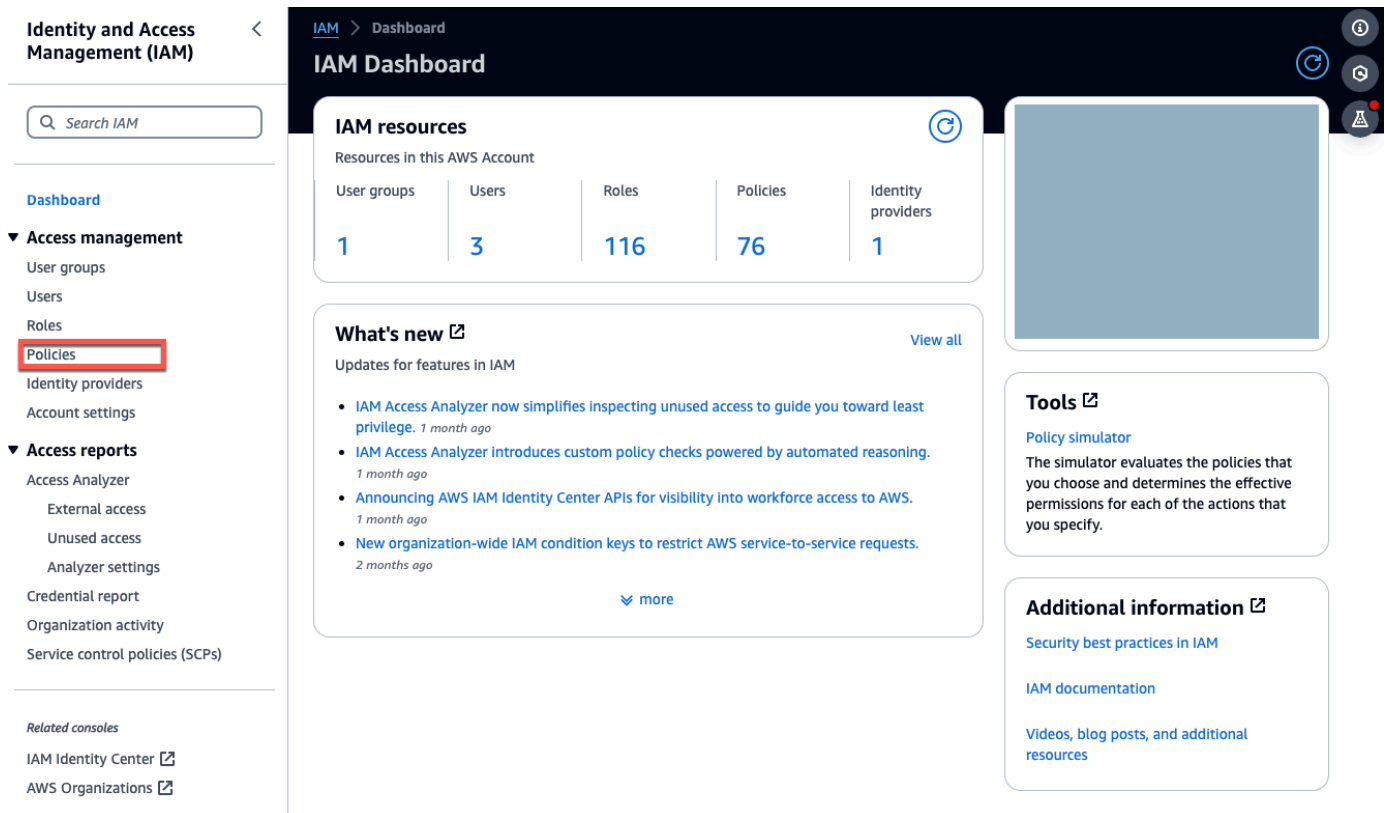 Identity and Access
Management (IAM)
Search IAM
Dashboard
Access management
User groups
Users
Roles
Policies
Identity providers
Account settings
Access reports
Access Analyzer
External access
Unused access
Analyzer settings
Credential report
Organization activity
Service control policies (SCPs)
Related consoles
IAM Identity Center
AWS Organizations
IAM > Dashboard
IAM Dashboard
IAM resources
Resources in this AWS Account
User groups
1
Users
3
Roles
116
Policies
76
Identity
providers
1
What's new
View all
Updates for features in IAM
• IAM Access Analyzer now simplifies inspecting unused access to guide you toward least
privilege. 1 month ago
• IAM Access Analyzer introduces custom policy checks powered by automated reasoning.
1 month ago
• Announcing AWS IAM Identity Center APIs for visibility into workforce access to AWS.
1 month ago
• New organization-wide IAM condition keys to restrict AWS service-to-service requests.
2 months ago
more
Tools
Policy simulator
The simulator evaluates the policies that
you choose and determines the effective
permissions for each of the actions that
you specify.
Additional information
Security best practices in IAM
IAM documentation
Videos, blog posts, and additional
resources